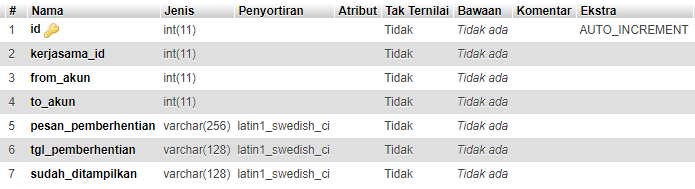 # Nama Jenis Penyortiran Atribut Tak Ternilai Bawaan Komentar Ekstra
1 id int(11) Tidak Tidak ada AUTO_INCREMENT
2 kerjasama_id int(11) Tidak Tidak ada
3 from_akun int(11) Tidak Tidak ada
4 to_akun int(11) Tidak Tidak ada
5 pesan_pemberhentian varchar(256) latin1_swedish_ci Tidak Tidak ada
6 tgl_pemberhentian varchar(128) latin1_swedish_ci Tidak Tidak ada
7 sudah_ditampilkan varchar(128) latin1_swedish_ci Tidak Tidak ada